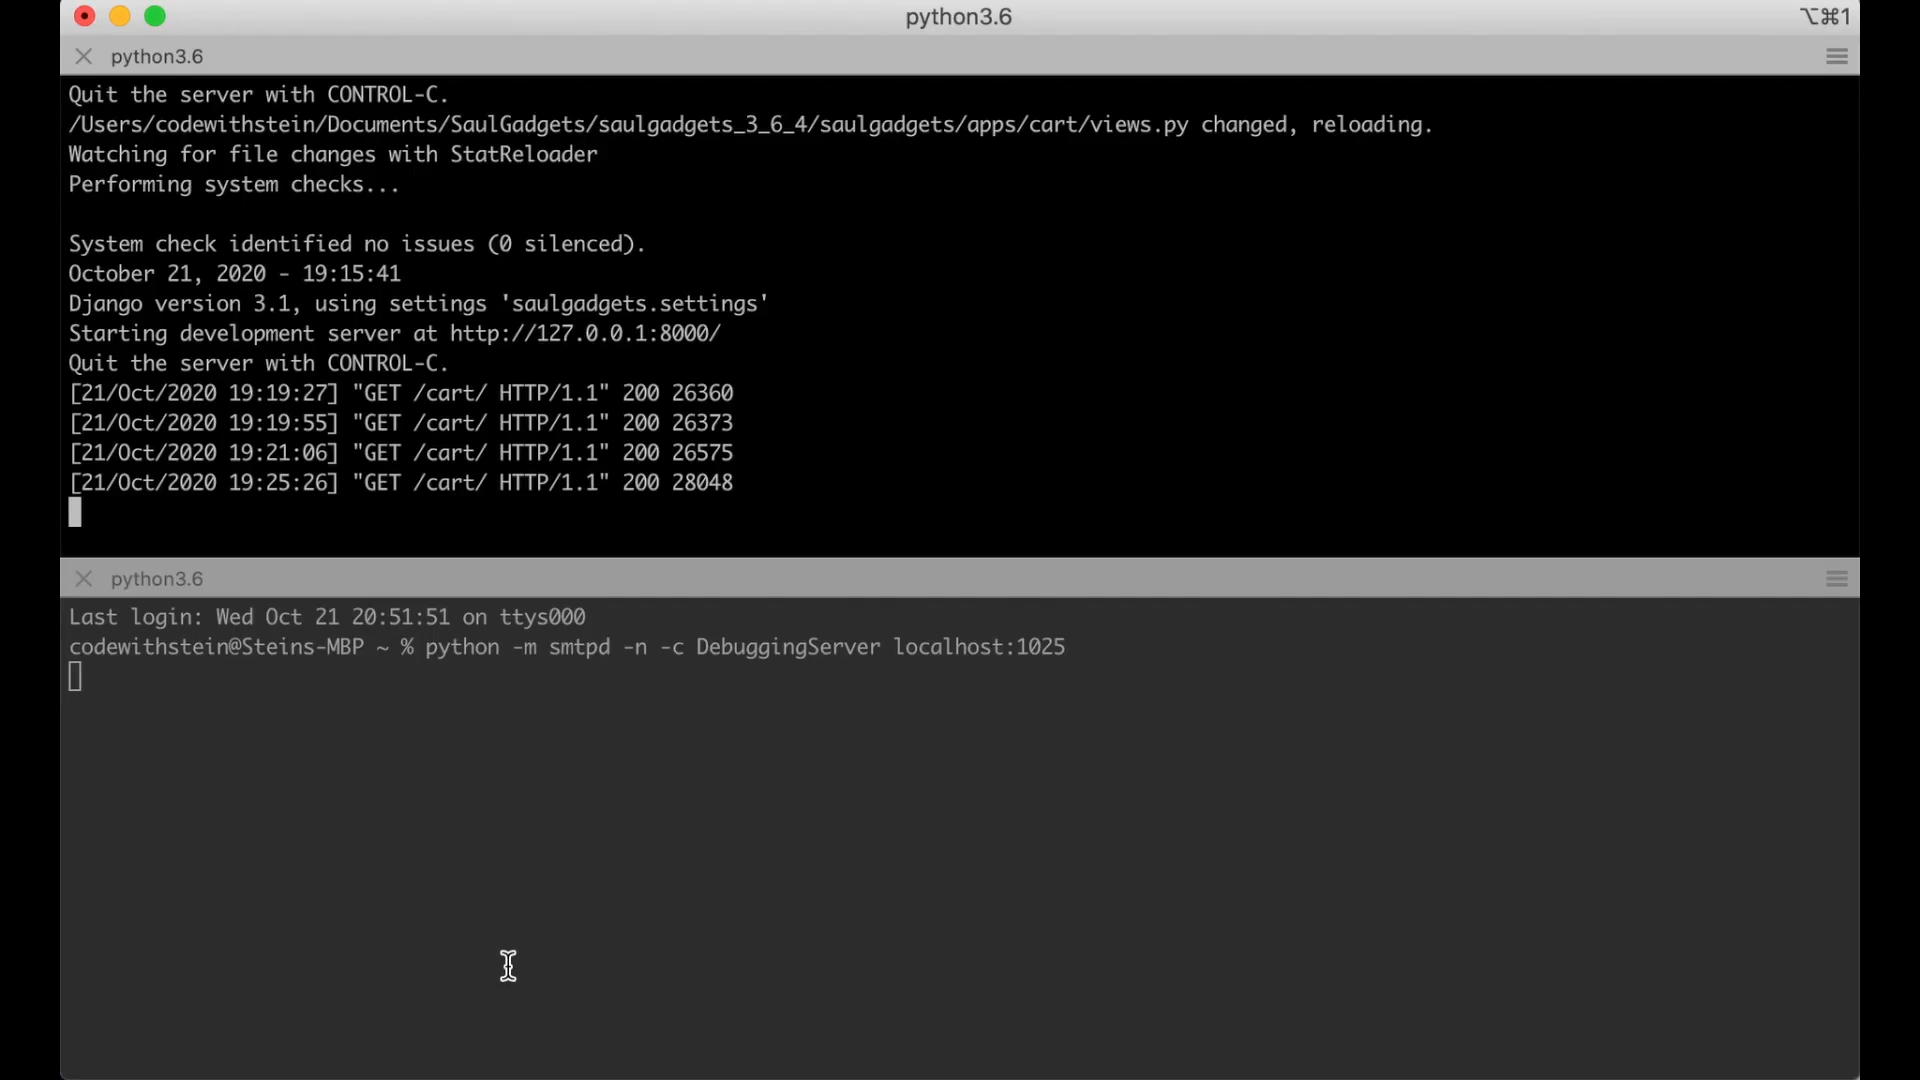 python3.6
⌥⌘1
python3.6
Quit the server with CONTROL-C.
/Users/codewithstein/Documents/SaulGadgets/saulgadgets_3_6_4/saulgadgets/apps/cart/views.py changed, reloading.
Watching for file changes with StatReloader
Performing system checks...
System check identified no issues (0 silenced).
October 21, 2020 - 19:15:41
Django version 3.1, using settings 'saulgadgets.settings'
Starting development server at http://127.0.0.1:8000/
Quit the server with CONTROL-C.
[21/Oct/2020 19:19:27] "GET /cart/ HTTP/1.1" 200 26360
[21/Oct/2020 19:19:55] "GET /cart/ HTTP/1.1" 200 26373
[21/Oct/2020 19:21:06] "GET /cart/ HTTP/1.1" 200 26575
[21/Oct/2020 19:25:26] "GET /cart/ HTTP/1.1" 200 28048
python3.6
Last login: Wed Oct 21 20:51:51 on ttys000
codewithstein@Steins-MBP ~ % python -m smtpd -n -c DebuggingServer localhost:1025